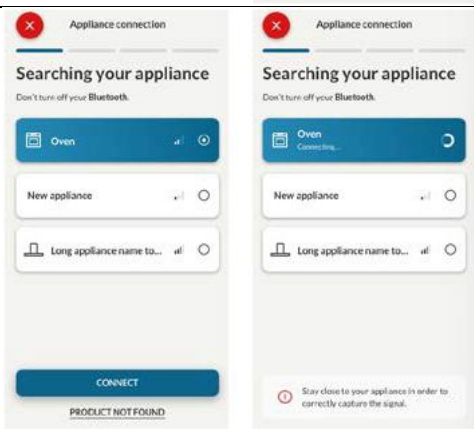 Appliance connection
Searching your appliance
Don't turn off your Bluetooth.
Oven
New appliance
Long appliance name to...
CONNECT
PRODUCT NOT FOUND
Appliance connection
Searching your appliance
Don't turn off your Bluetooth.
Oven
Connecting...
New appliance
Long appliance name to...
Stay close to your appliance in order to
correctly capture the signal.